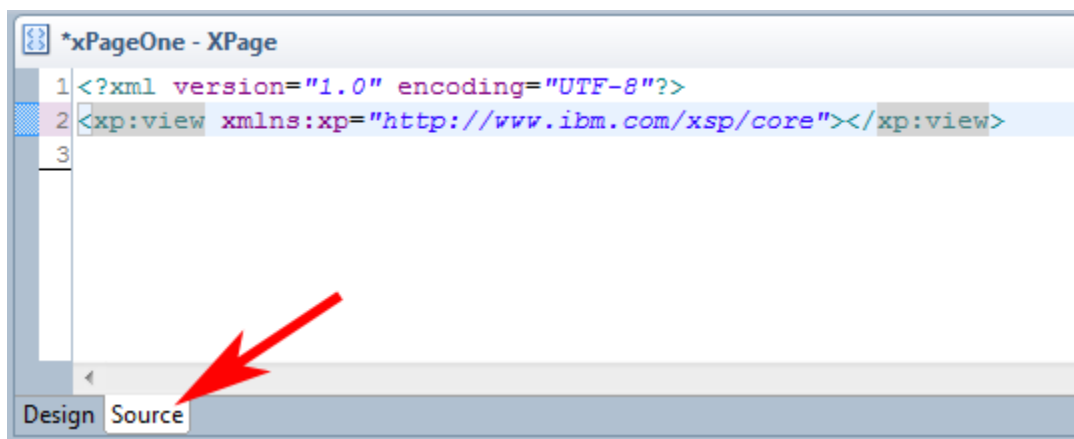 *xPageOne - XPage
1 <?xml version="1.0" encoding="UTF-8"?>
2 <xp:view xmlns:xp="http://www.ibm.com/xsp/core"></xp:view>
3
Design Source